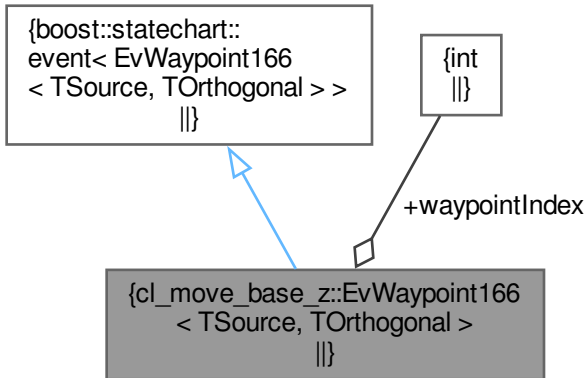 {boost::statechart::
event< EvWaypoint166
< TSource, TOrthogonal > >
||}
{int
||}
+waypointIndex
{cl_move_base_z::EvWaypoint166
< TSource, TOrthogonal >
||}